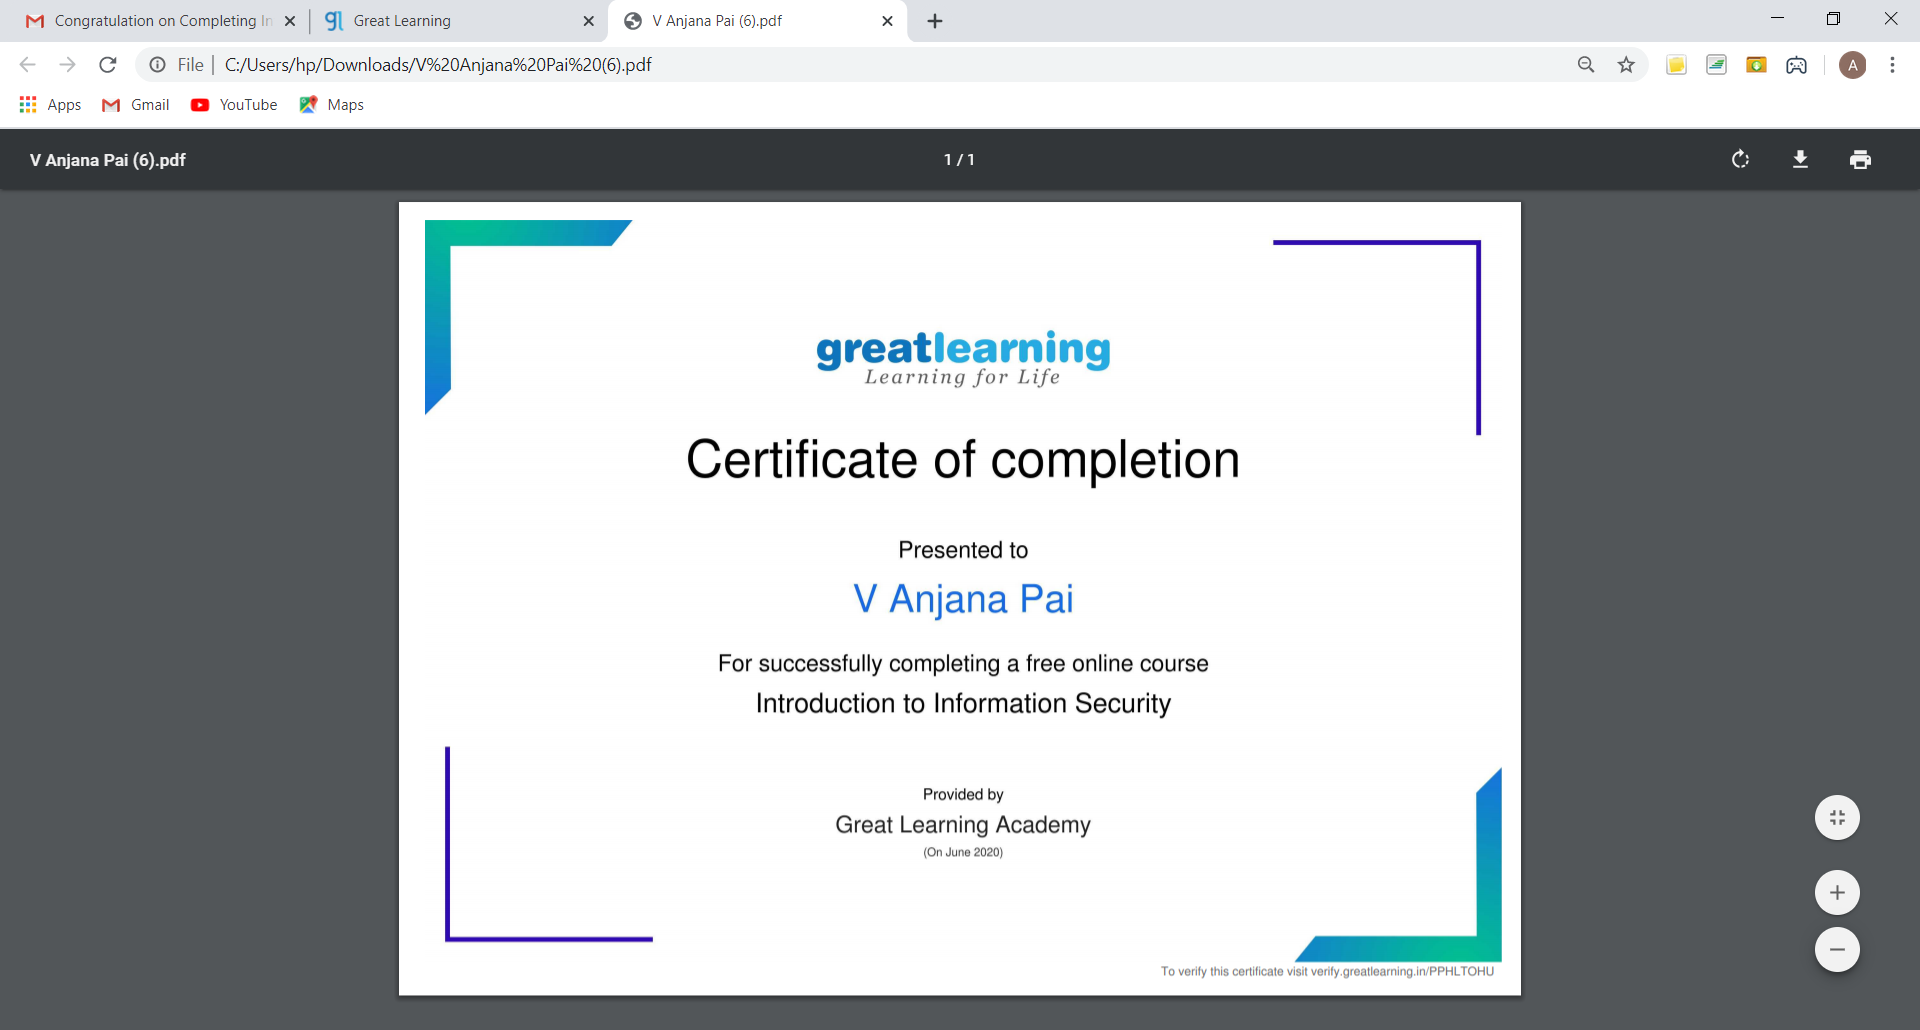 Congratulation on Completing In
Great Learning
V Anjana Pai (6).pdf
File | C:/Users/hp/Downloads/V%20Anjana%20Pai%20(6).pdf
A
Apps
Gmail
YouTube
Maps
V Anjana Pai (6).pdf
1 / 1
greatlearning
Learning for Life
Certificate of completion
Presented to
V Anjana Pai
For successfully completing a free online course
Introduction to Information Security
Provided by
Great Learning Academy
(On June 2020)
To verify this certificate visit verify.greatlearning.in/PPHLTOHU